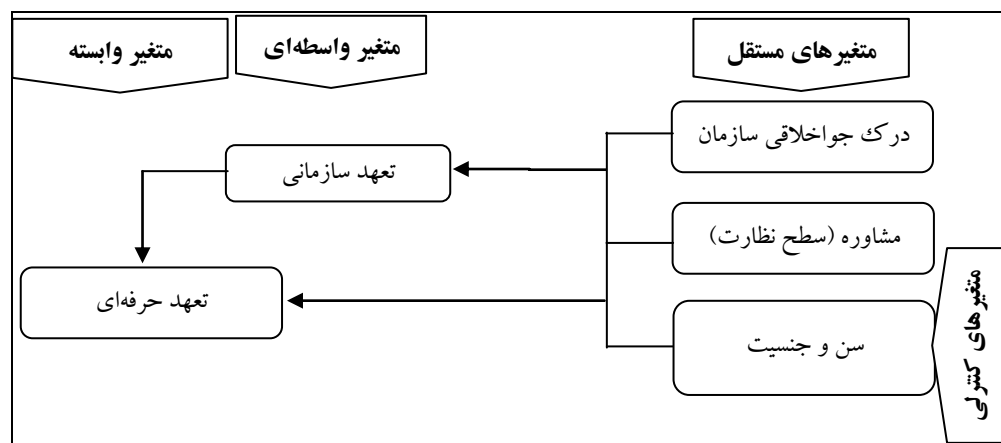 متغیرهای مستقل
متغیر واسطه‌ای
متغیر وابسته
درک جواخلاقی سازمان
تعهد سازمانی
مشاوره (سطح نظارت)
تعهد حرفه‌ای
سن و جنسیت
متغیرهای کنترلی